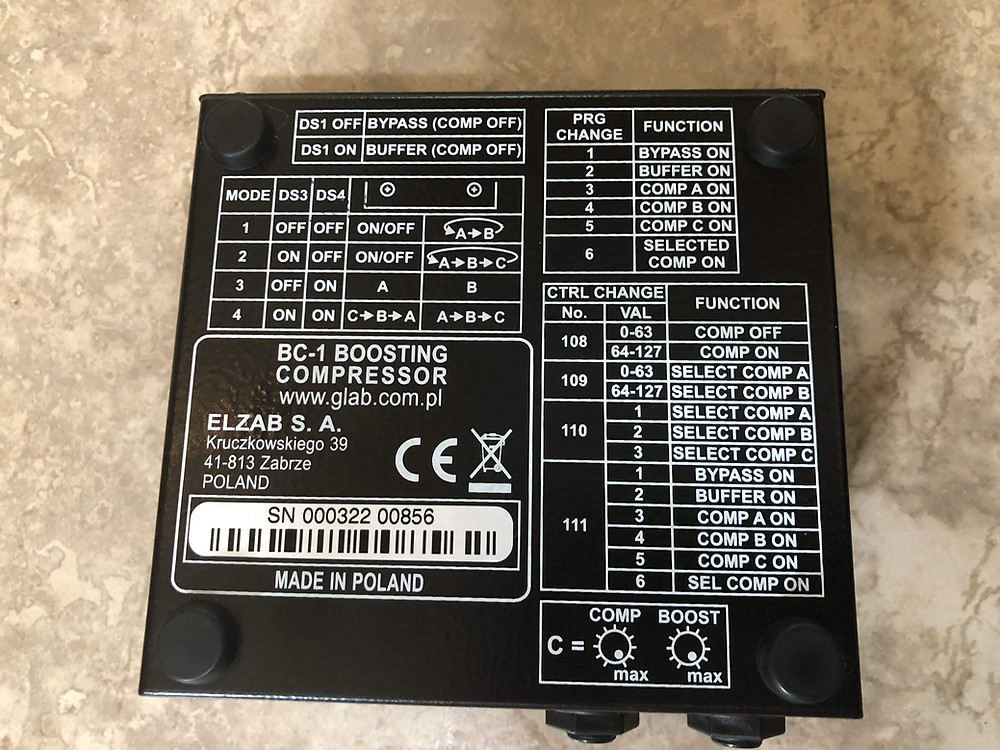 DS1 OFF BYPASS (COMP OFF)
DS1 ON BUFFER (COMP OFF)
MODE DS3 DS4
1 OFF OFF ON/OFF A➔B
2 ON OFF ON/OFF A➔B➔C
3 OFF ON A B
4 ON ON C➔B➔A A➔B➔C
BC-1 BOOSTING
COMPRESSOR
www.glab.com.pl
ELZAB S. A.
Kruczkowskiego 39
41-813 Zabrze
POLAND
CE
SN 000322 00856
MADE IN POLAND
PRG CHANGE FUNCTION
1 BYPASS ON
2 BUFFER ON
3 COMP A ON
4 COMP B ON
5 COMP C ON
6 SELECTED COMP ON
CTRL CHANGE FUNCTION
No. VAL
108 0-63 COMP OFF
64-127 COMP ON
109 0-63 SELECT COMP A
64-127 SELECT COMP B
110 1 SELECT COMP A
2 SELECT COMP B
3 SELECT COMP C
111 1 BYPASS ON
2 BUFFER ON
3 COMP A ON
4 COMP B ON
5 COMP C ON
6 SEL COMP ON
COMP BOOST
C =
max max